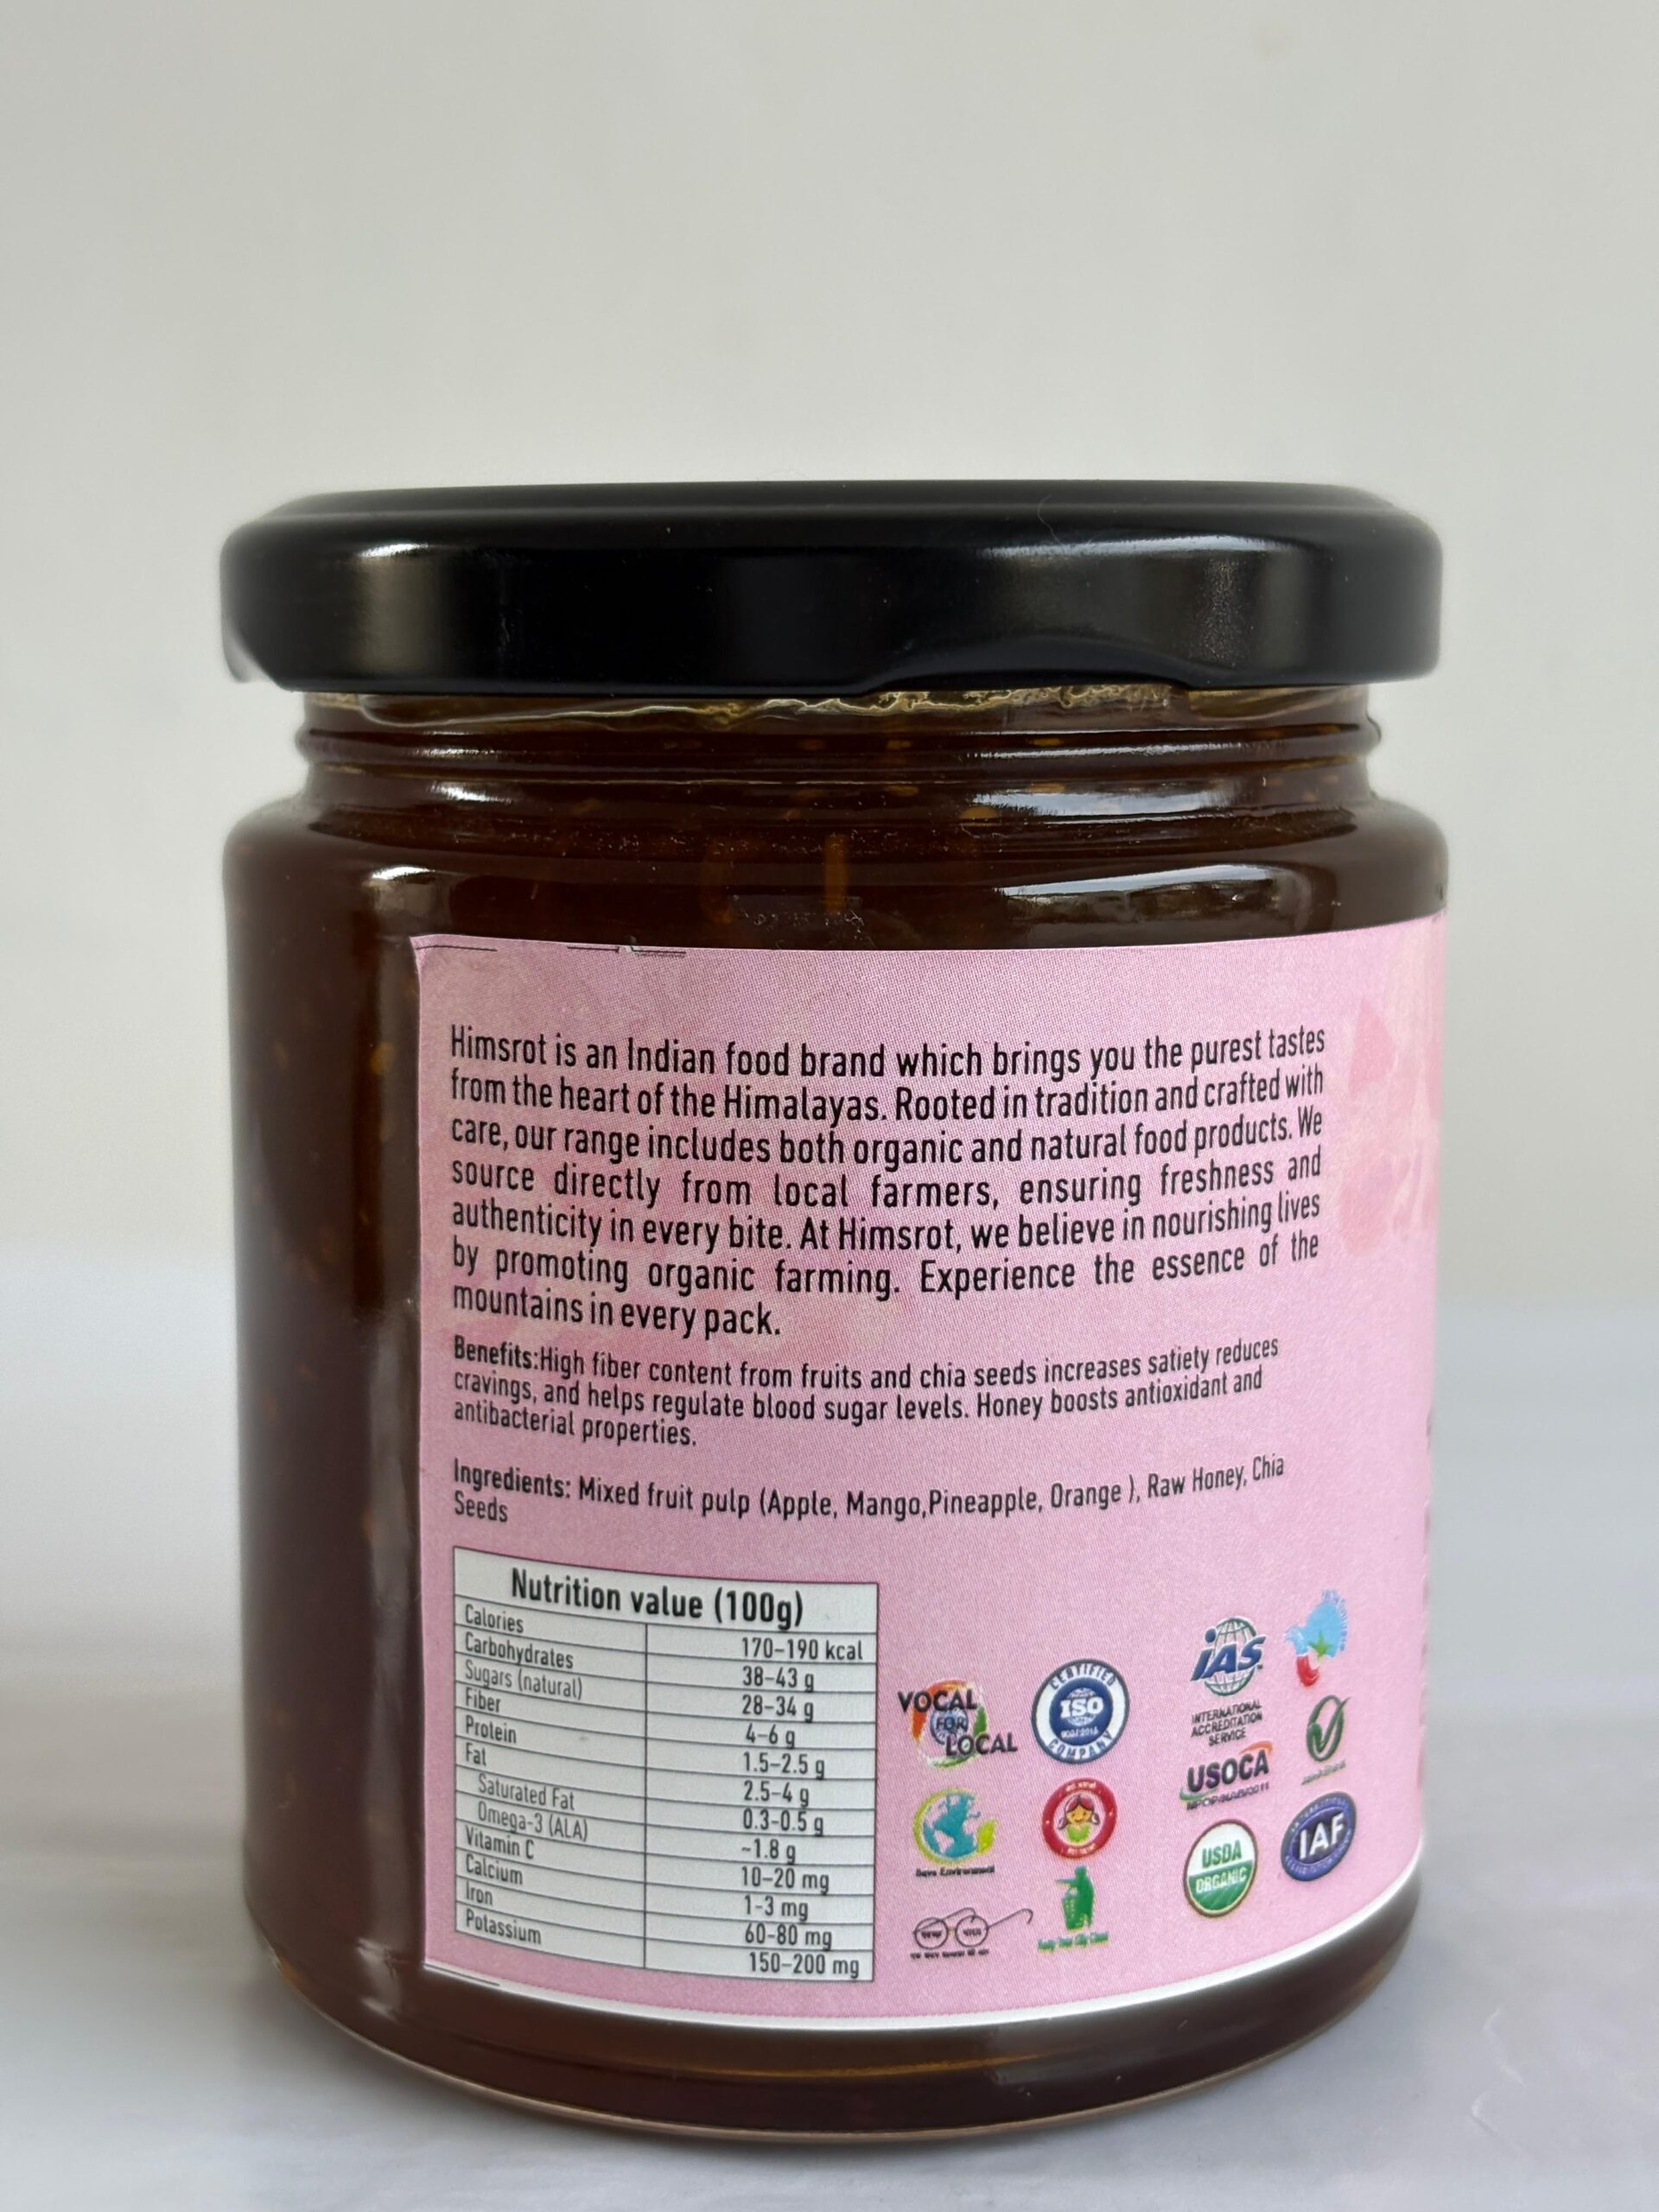 Himsrot is an Indian food brand which brings you the purest tastes
from the heart of the Himalayas. Rooted in tradition and crafted with
care, our range includes both organic and natural food products. We
source directly from local farmers, ensuring freshness and
authenticity in every bite. At Himsrot, we believe in nourishing lives
by promoting organic farming. Experience the essence of the
mountains in every pack.
Benefits:High fiber content from fruits and chia seeds increases satiety reduces
cravings, and helps regulate blood sugar levels. Honey boosts antioxidant and
antibacterial properties.
Ingredients: Mixed fruit pulp (Apple, Mango,Pineapple, Orange ), Raw Honey, Chia
Seeds
Nutrition value (100g)
Calories 170-190 kcal
Carbohydrates 38-43 g
Sugars (natural) 28-34 g
Fiber 4-6 g
Protein 1.5-2.5 g
Fat 2.5-4 g
Saturated Fat 0.3-0.5 g
Omega-3 (ALA) ~1.8 g
Vitamin C 10-20 mg
Calcium 1-3 mg
Iron 60-80 mg
Potassium 150-200 mg
VOCAL
FOR
LOCAL
CERTIFIED
ISO
COMPANY
IAS
INTERNATIONAL
ACCREDITATION
SERVICE
USOCA
Save Environment
USDA
ORGANIC
IAF